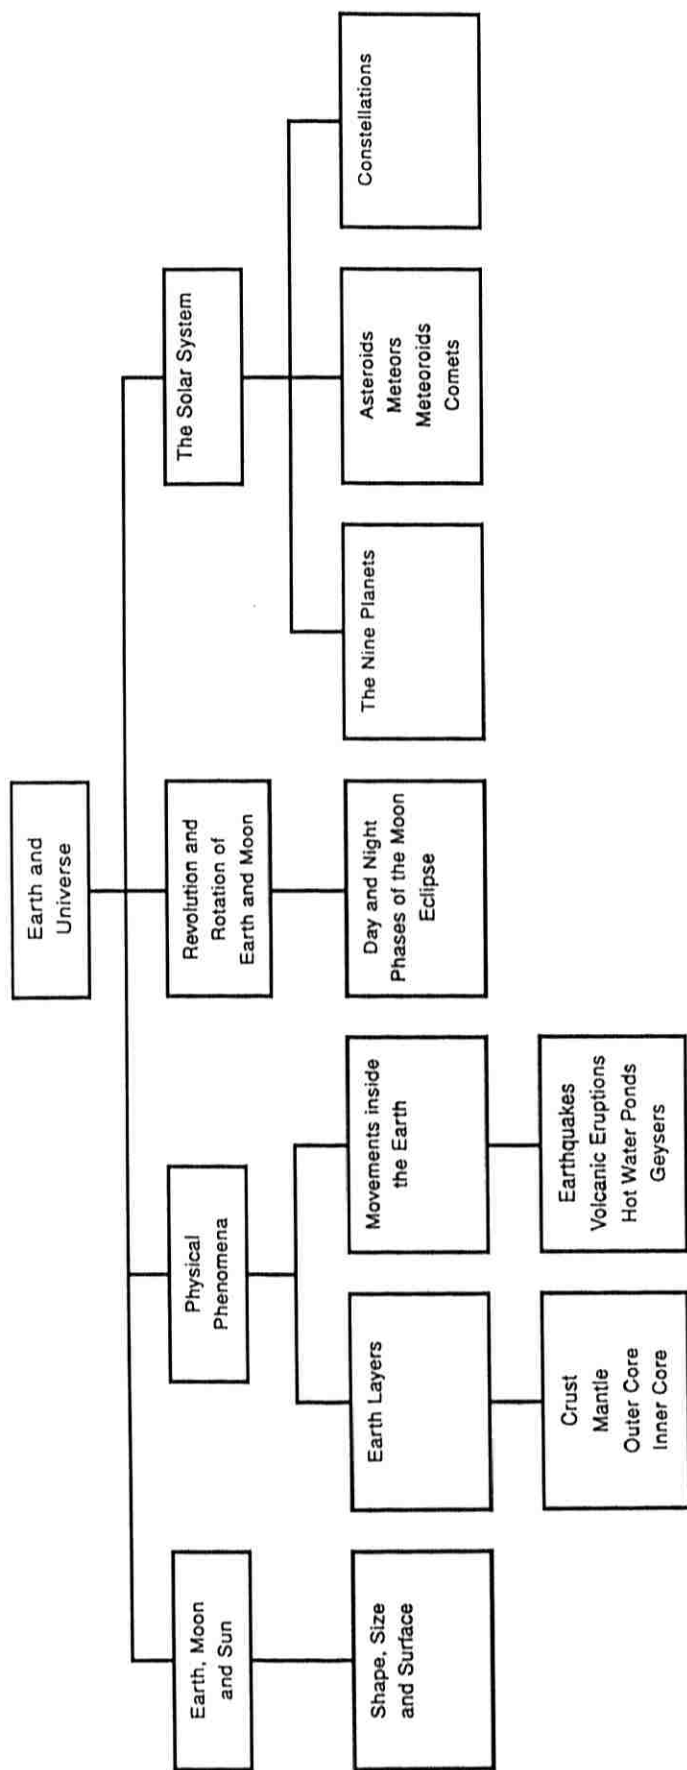 Earth and
Universe
Earth, Moon
and Sun
Physical
Phenomena
Revolution and
Rotation of
Earth and Moon
The Solar System
Shape, Size
and Surface
Earth Layers
Movements inside
the Earth
Day and Night
Phases of the Moon
Eclipse
The Nine Planets
Asteroids
Meteors
Meteoroids
Comets
Constellations
Crust
Mantle
Outer Core
Inner Core
Earthquakes
Volcanic Eruptions
Hot Water Ponds
Geysers